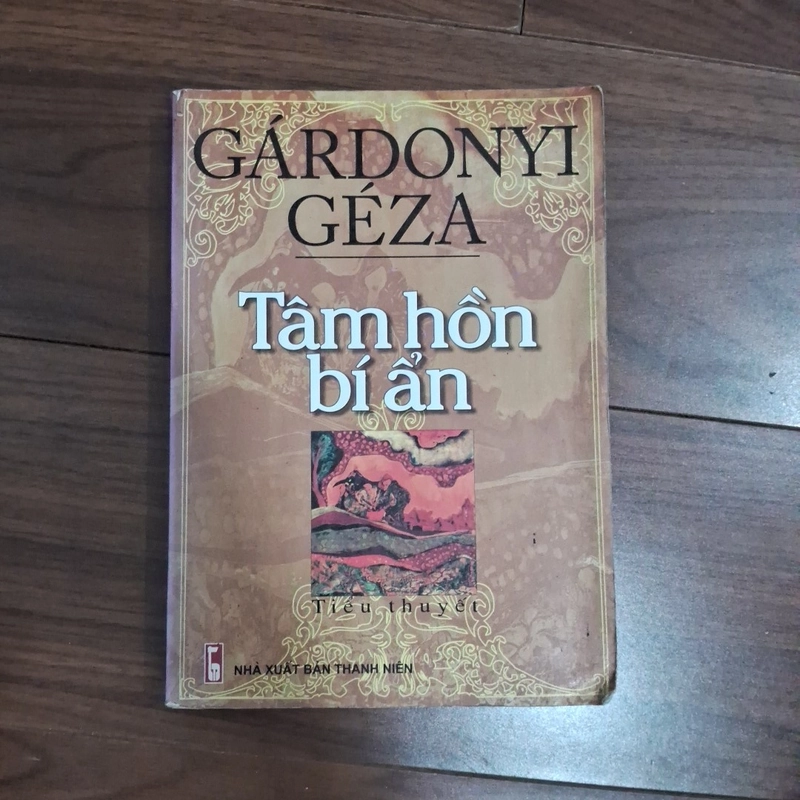 GÁRDONYI
GÉZA
Tâm hồn
bí ẩn
Tiểu thuyết
NHÀ XUẤT BẢN THANH NIÊN